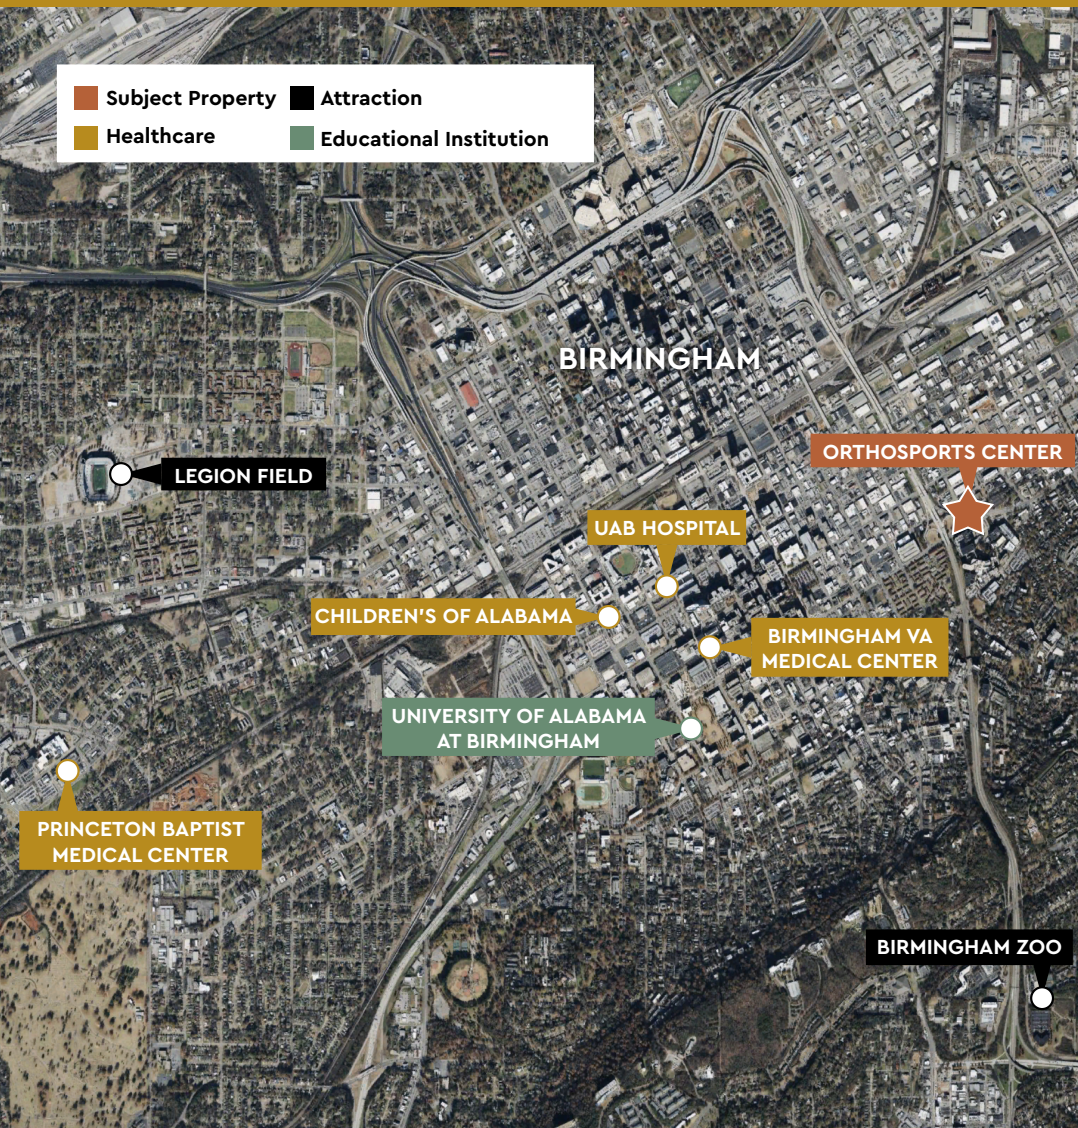 Subject Property
Attraction
Healthcare
Educational Institution
BIRMINGHAM
ORTHOSPORTS CENTER
LEGION FIELD
UAB HOSPITAL
CHILDREN'S OF ALABAMA
BIRMINGHAM VA
MEDICAL CENTER
UNIVERSITY OF ALABAMA
AT BIRMINGHAM
PRINCETON BAPTIST
MEDICAL CENTER
BIRMINGHAM ZOO